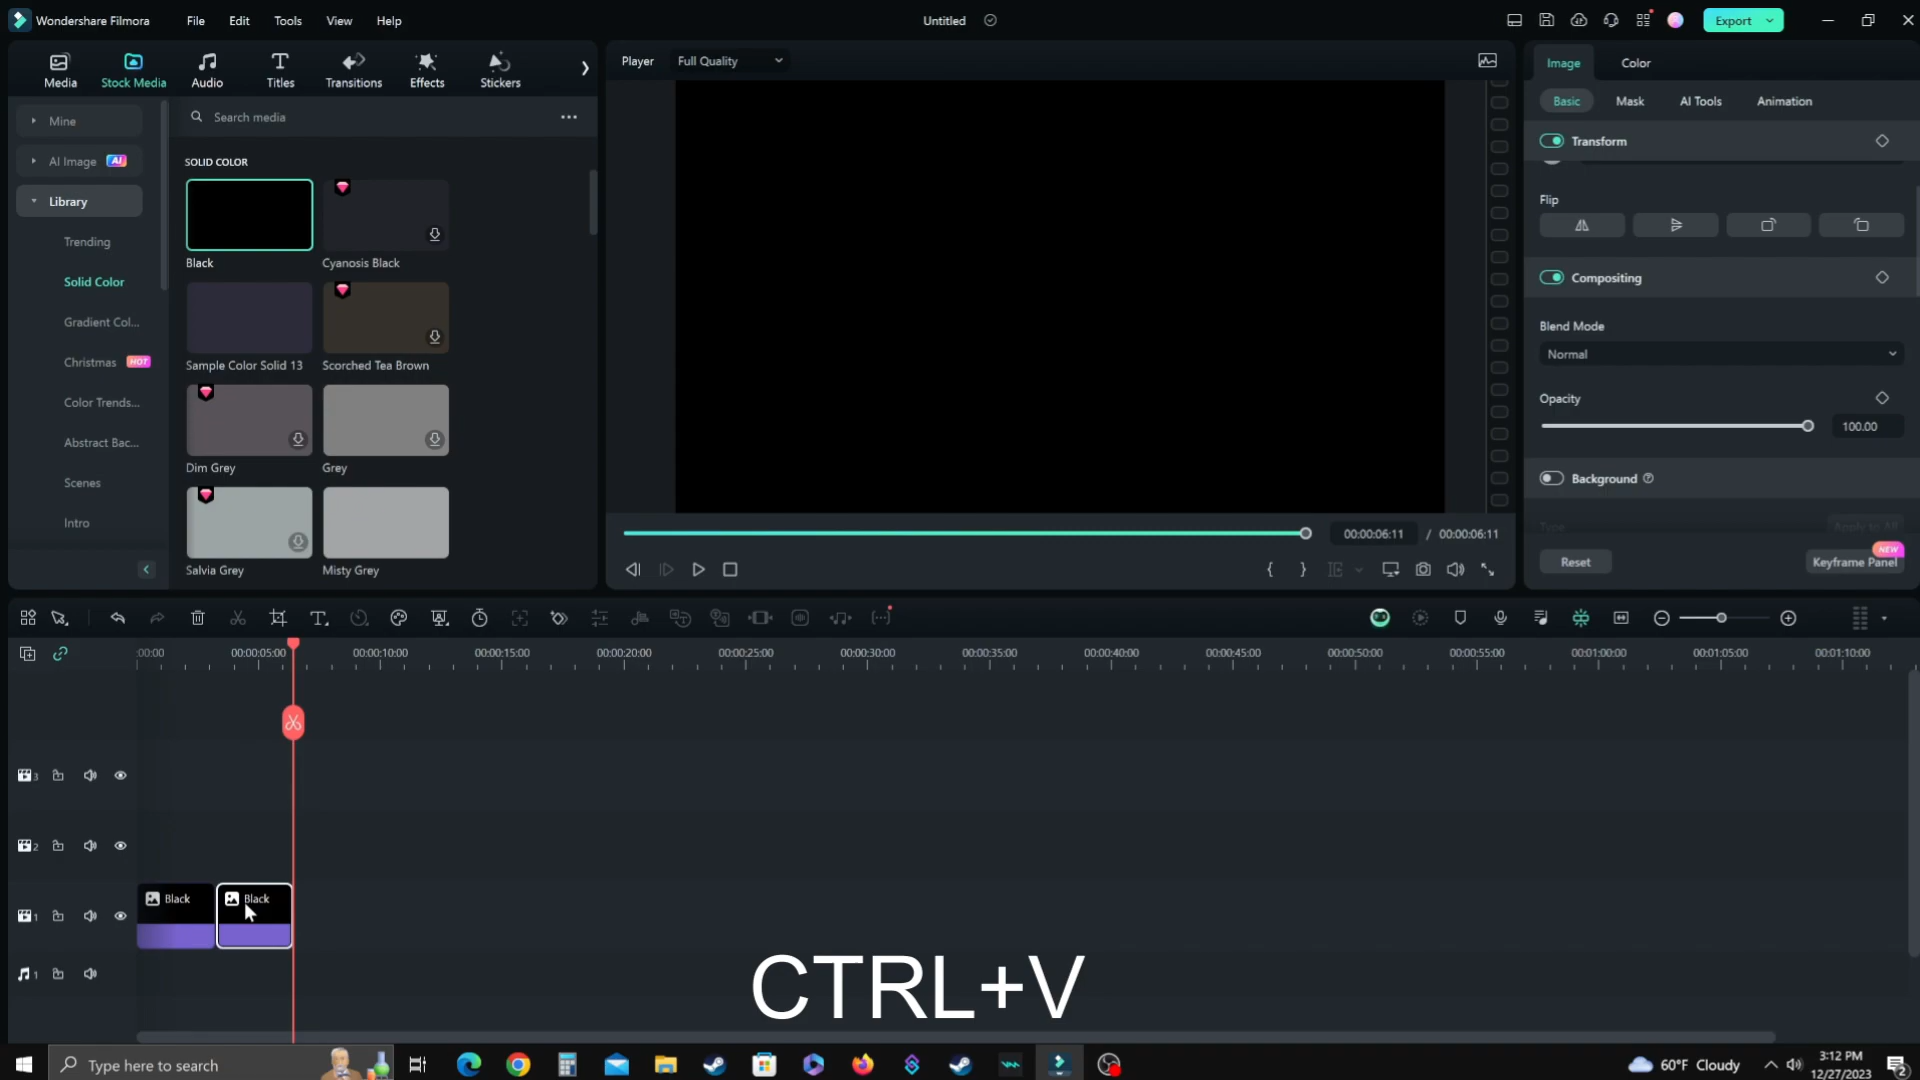 Wondershare Filmora
File
Edit
Tools
View
Help
Untitled
Export
Media
Stock Media
Audio
Titles
Transitions
Effects
Stickers
Player
Full Quality
Image
Color
Mine
Search media
Basic
Mask
AI Tools
Animation
AI Image AI
SOLID COLOR
Transform
Library
Flip
Trending
Black
Cyanosis Black
Solid Color
Compositing
Gradient Col...
Blend Mode
Normal
Christmas HOT
Sample Color Solid 13
Scorched Tea Brown
Color Trends...
Opacity
100.00
Abstract Bac...
Dim Grey
Grey
Scenes
Background
Intro
Type
Apply to All
00:00:06:11 / 00:00:06:11
Salvia Grey
Misty Grey
Reset
NEW
Keyframe Panel
:00:00
00:00:05:00
00:00:10:00
00:00:15:00
00:00:20:00
00:00:25:00
00:00:30:00
00:00:35:00
00:00:40:00
00:00:45:00
00:00:50:00
00:00:55:00
00:01:00:00
00:01:05:00
00:01:10:00
3
2
Black
Black
1
1
CTRL+V
Type here to search
60°F Cloudy
3:12 PM
12/27/2023
2